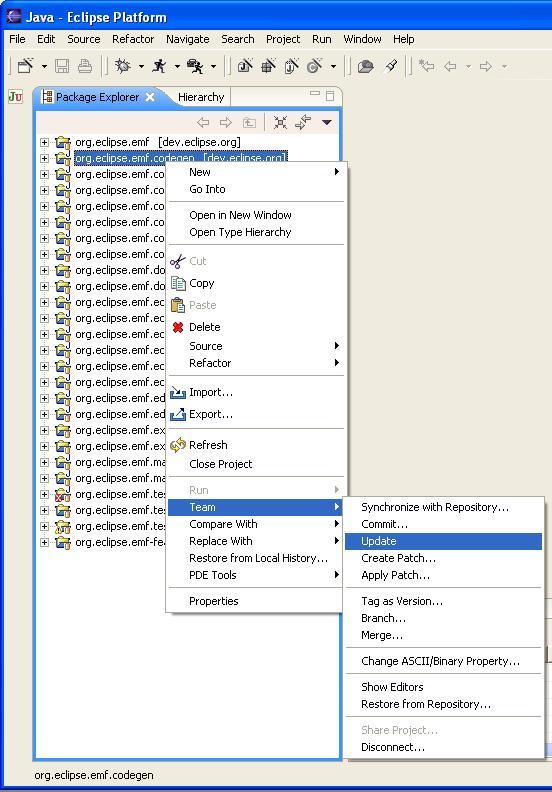 Java - Eclipse Platform
File Edit Source Refactor Navigate Search Project Run Window Help
JU
Package Explorer Hierarchy
org.eclipse.emf [dev.eclipse.org]
org.eclipse.emf.codegen [dev.eclipse.org]
org.eclipse.emf.co
org.eclipse.emf.co
org.eclipse.emf.co
org.eclipse.emf.co
org.eclipse.emf.co
org.eclipse.emf.co
org.eclipse.emf.do
org.eclipse.emf.do
org.eclipse.emf.ec
org.eclipse.emf.ec
org.eclipse.emf.ec
org.eclipse.emf.ec
org.eclipse.emf.ec
org.eclipse.emf.ec
org.eclipse.emf.ed
org.eclipse.emf.ed
org.eclipse.emf.ex
org.eclipse.emf.ex
org.eclipse.emf.ma
org.eclipse.emf.ma
org.eclipse.emf.te
org.eclipse.emf.tes
org.eclipse.emf.tes
org.eclipse.emf-fea
New
Go Into
Open in New Window
Open Type Hierarchy
Cut
Copy
Paste
Delete
Source
Refactor
Import...
Export...
Refresh
Close Project
Run
Team
Compare With
Replace With
Restore from Local History...
PDE Tools
Properties
Synchronize with Repository...
Commit...
Update
Create Patch...
Apply Patch...
Tag as Version...
Branch...
Merge...
Change ASCII/Binary Property...
Show Editors
Restore from Repository...
Share Project...
Disconnect...
org.eclipse.emf.codegen